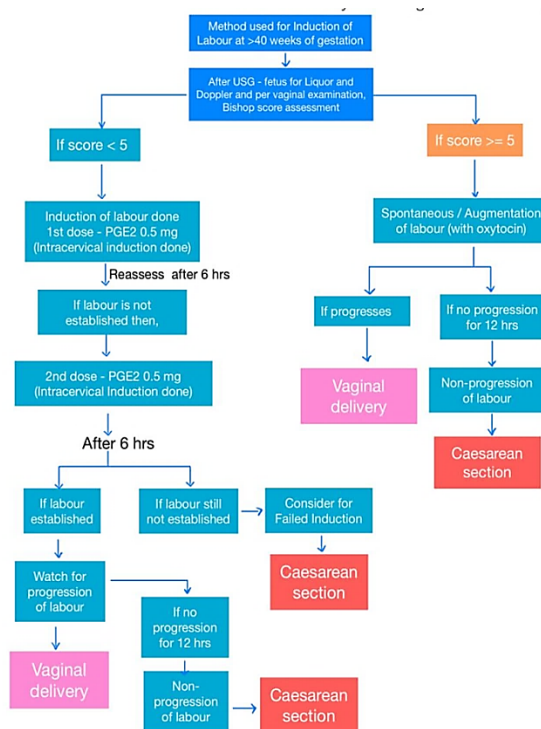 Method used for Induction of
Labour at >40 weeks of gestation
After USG - fetus for Liquor and
Doppler and per vaginal examination,
Bishop score assessment
If score < 5
If score >= 5
Induction of labour done
1st dose - PGE2 0.5 mg
(Intracervical induction done)
Reassess after 6 hrs
If labour is not
established then,
2nd dose - PGE2 0.5 mg
(Intracervical Induction done)
After 6 hrs
If labour
established
If labour still
not established
Consider for
Failed Induction
Caesarean
section
Watch for
progression
of labour
Vaginal
delivery
If no
progression
for 12 hrs
Non-
progression
of labour
Caesarean
section
Spontaneous / Augmentation
of labour (with oxytocin)
If progresses
Vaginal
delivery
If no progression
for 12 hrs
Non-progression
of labour
Caesarean
section